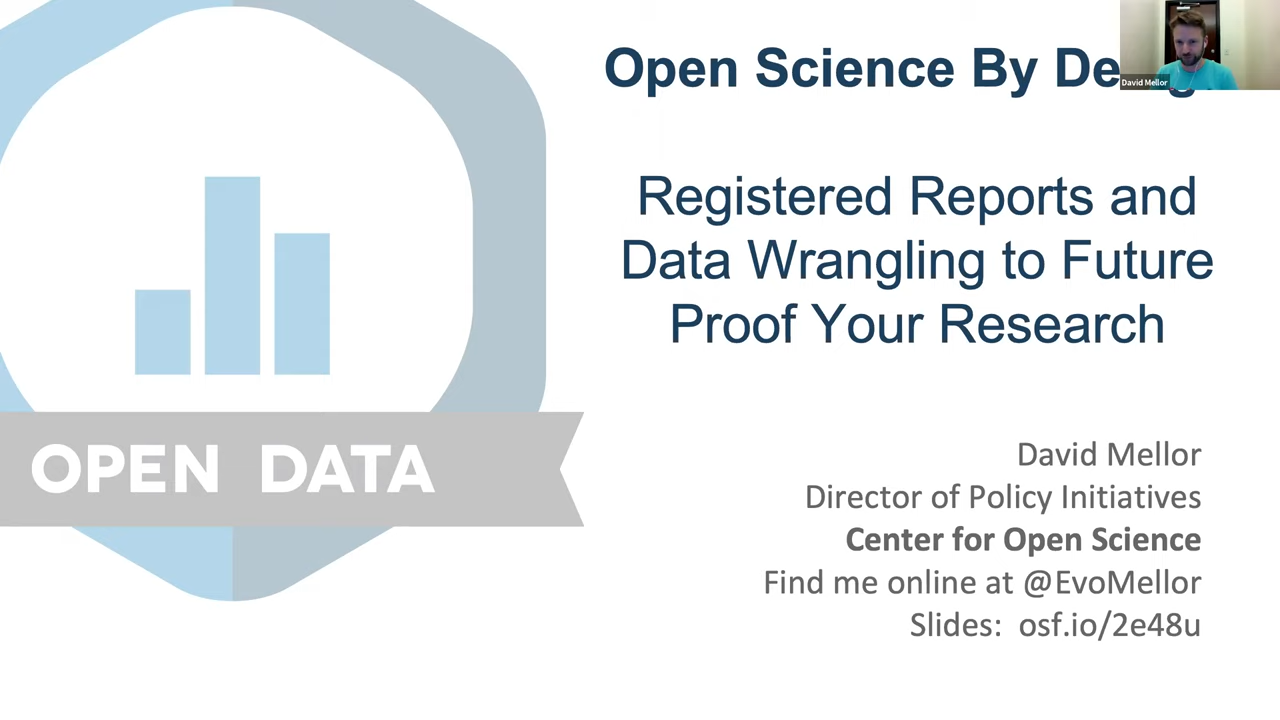 Open Science By De
Registered Reports and
Data Wrangling to Future
Proof Your Research
OPEN DATA
David Mellor
Director of Policy Initiatives
Center for Open Science
Find me online at @EvoMellor
Slides: osf.io/2e48u
David Mellor